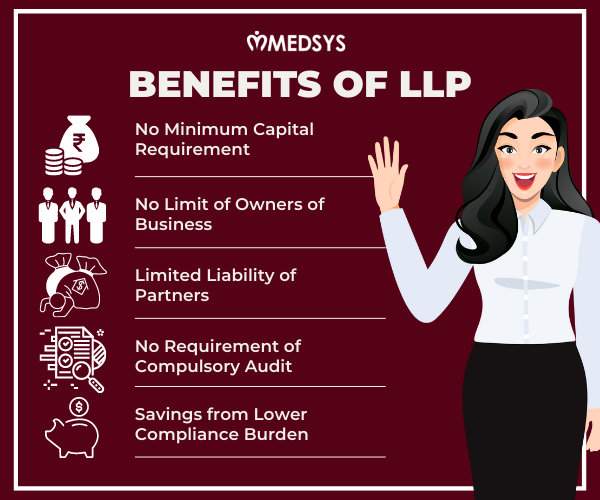 MEDSYS
BENEFITS OF LLP
₹
No Minimum Capital
Requirement
No Limit of Owners of
Business
$
Limited Liability of
Partners
No Requirement of
Compulsory Audit
$
Savings from Lower
Compliance Burden